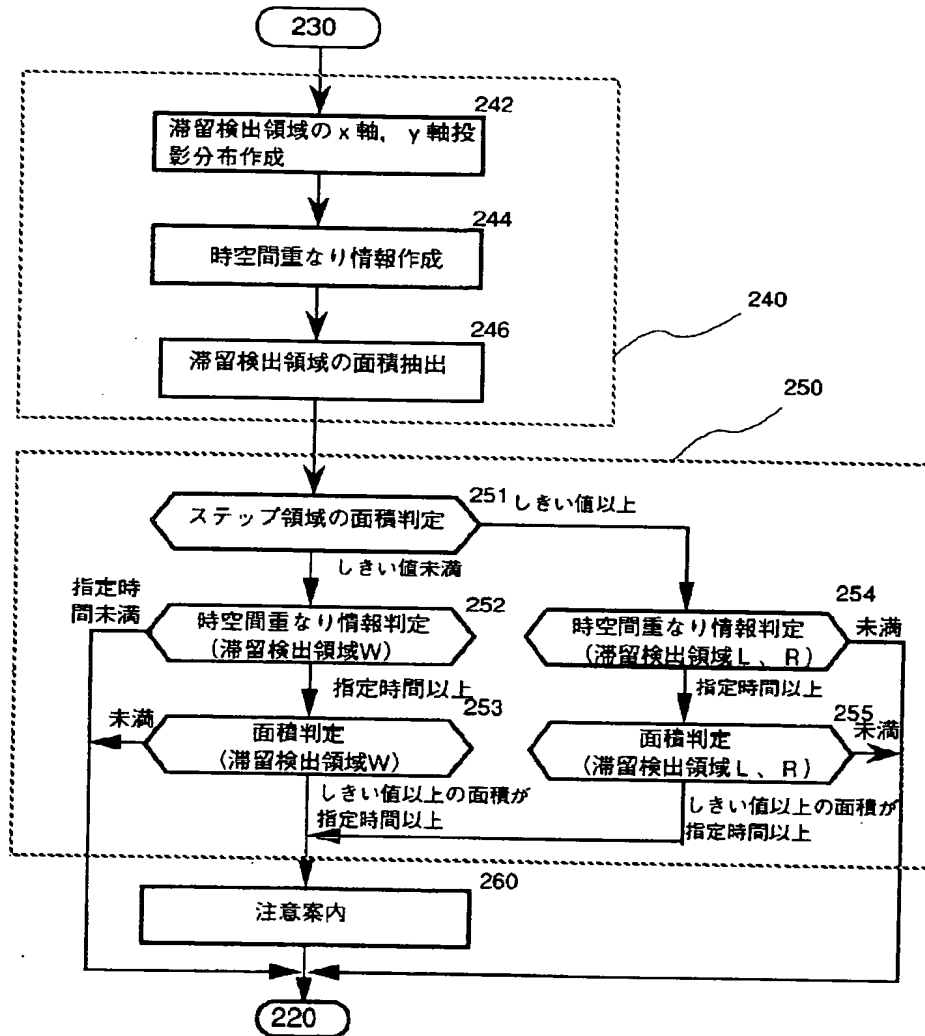 230
242
滞留検出領域のx軸, y軸投
影分布作成
244
時空間重なり情報作成
240
246
滞留検出領域の面積抽出
250
251
ステップ領域の面積判定
しきい値以上
しきい値未満
指定時
間未満
252
時空間重なり情報判定
(滞留検出領域W)
254
時空間重なり情報判定
(滞留検出領域L、R)
未満
指定時間以上
指定時間以上
253
未満
面積判定
(滞留検出領域W)
255
未満
面積判定
(滞留検出領域L、R)
しきい値以上の面積が
指定時間以上
しきい値以上の面積が
指定時間以上
260
注意案内
220